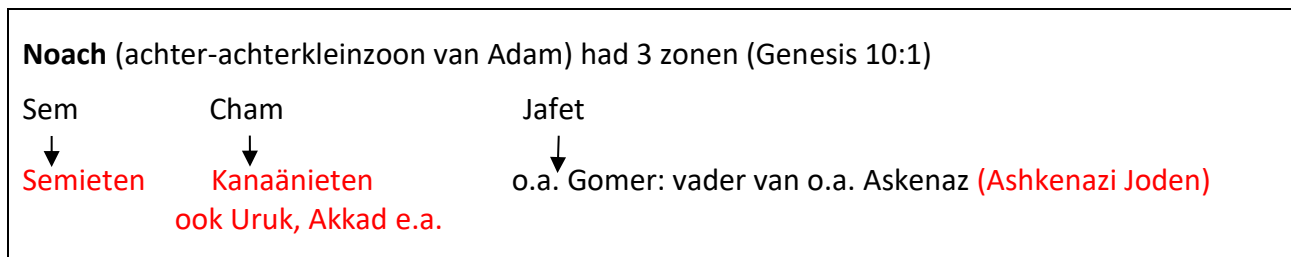 Noach (achter-achterkleinzoon van Adam) had 3 zonen (Genesis 10:1)
Sem Cham Jafet
Semieten Kanaänieten o.a. Gomer: vader van o.a. Askenaz (Ashkenazi Joden)
ook Uruk, Akkad e.a.